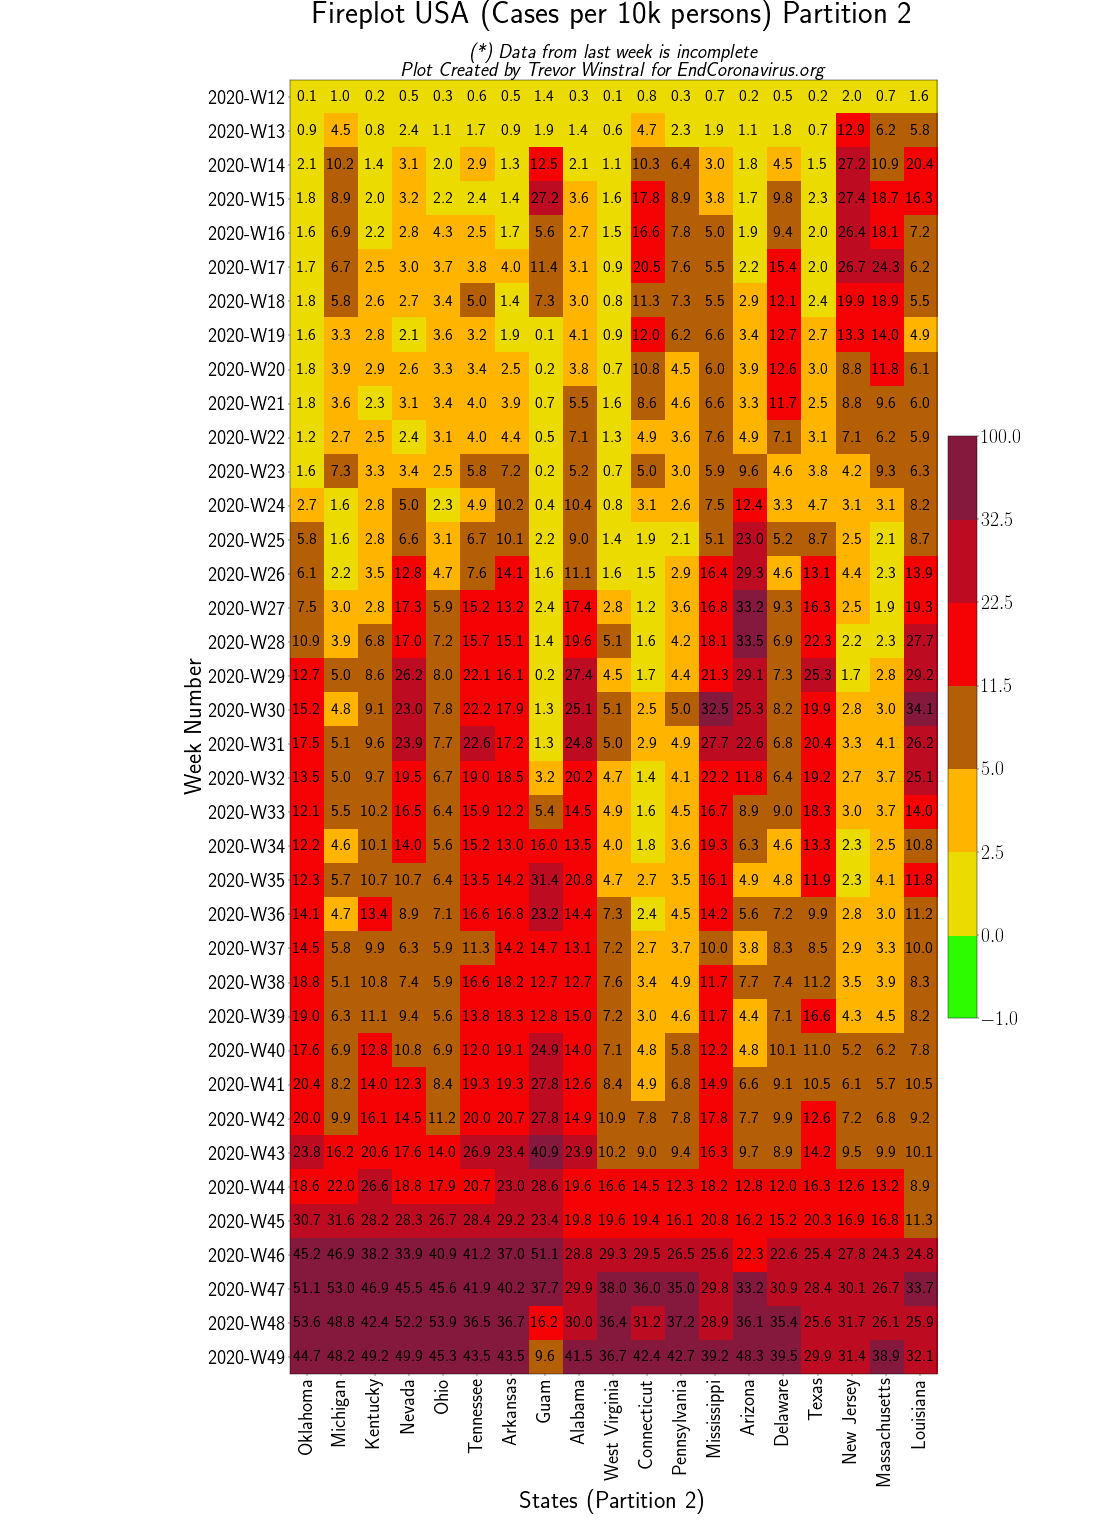 Fireplot USA (Cases per 10k persons) Partition 2
(*) Data from last week is incomplete
Plot Created by Trevor Winstral for EndCoronavirus.org
2020-W12 0.1 1.0 0.2 0.5 0.3 0.6 0.5 1.4 0.3 0.1 0.8 0.3 0.7 0.2 0.5 0.2 2.0 0.7 1.6
2020-W13 0.9 4.5 0.8 2.4 1.1 1.7 0.9 1.9 1.4 0.6 4.7 2.3 1.9 1.1 1.8 0.7 12.9 6.2 5.8
2020-W14 2.1 10.2 1.4 3.1 2.0 2.9 1.3 12.5 2.1 1.1 10.3 6.4 3.0 1.8 4.5 1.5 27.2 10.9 20.4
2020-W15 1.8 8.9 2.0 3.2 2.2 2.4 1.4 27.2 3.6 1.6 17.8 8.9 3.8 1.7 9.8 2.3 27.4 18.7 16.3
2020-W16 1.6 6.9 2.2 2.8 4.3 2.5 1.7 5.6 2.7 1.5 16.6 7.8 5.0 1.9 9.4 2.0 26.4 18.1 7.2
2020-W17 1.7 6.7 2.5 3.0 3.7 3.8 4.0 11.4 3.1 0.9 20.5 7.6 5.5 2.2 15.4 2.0 26.7 24.3 6.2
2020-W18 1.8 5.8 2.6 2.7 3.4 5.0 1.4 7.3 3.0 0.8 11.3 7.3 5.5 2.9 12.1 2.4 19.9 18.9 5.5
2020-W19 1.6 3.3 2.8 2.1 3.6 3.2 1.9 0.1 4.1 0.9 12.0 6.2 6.6 3.4 12.7 2.7 13.3 14.0 4.9
2020-W20 1.8 3.9 2.9 2.6 3.3 3.4 2.5 0.2 3.8 0.7 10.8 4.5 6.0 3.9 12.6 3.0 8.8 11.8 6.1
2020-W21 1.8 3.6 2.3 3.1 3.4 4.0 3.9 0.7 5.5 1.6 8.6 4.6 6.6 3.3 11.7 2.5 8.8 9.6 6.0
2020-W22 1.2 2.7 2.5 2.4 3.1 4.0 4.4 0.5 7.1 1.3 4.9 3.6 7.6 4.9 7.1 3.1 7.1 6.2 5.9
2020-W23 1.6 7.3 3.3 3.4 2.5 5.8 7.2 0.2 5.2 0.7 5.0 3.0 5.9 9.6 4.6 3.8 4.2 9.3 6.3
2020-W24 2.7 1.6 2.8 5.0 2.3 4.9 10.2 0.4 10.4 0.8 3.1 2.6 7.5 12.4 3.3 4.7 3.1 3.1 8.2
2020-W25 5.8 1.6 2.8 6.6 3.1 6.7 10.1 2.2 9.0 1.4 1.9 2.1 5.1 23.0 5.2 8.7 2.5 2.1 8.7
2020-W26 6.1 2.2 3.5 12.8 4.7 7.6 14.1 1.6 11.1 1.6 1.5 2.9 16.4 29.3 4.6 13.1 4.4 2.3 13.9
2020-W27 7.5 3.0 2.8 17.3 5.9 15.2 13.2 2.4 17.4 2.8 1.2 3.6 16.8 33.2 9.3 16.3 2.5 1.9 19.3
2020-W28 10.9 3.9 6.8 17.0 7.2 15.7 15.1 1.4 19.6 5.1 1.6 4.2 18.1 33.5 6.9 22.3 2.2 2.3 27.7
2020-W29 12.7 5.0 8.6 26.2 8.0 22.1 16.1 0.2 27.4 4.5 1.7 4.4 21.3 29.1 7.3 25.3 1.7 2.8 29.2
2020-W30 15.2 4.8 9.1 23.0 7.8 22.2 17.9 1.3 25.1 5.1 2.5 5.0 32.5 25.3 8.2 19.9 2.8 3.0 34.1
2020-W31 17.5 5.1 9.6 23.9 7.7 22.6 17.2 1.3 24.8 5.0 2.9 4.9 27.7 22.6 6.8 20.4 3.3 4.1 26.2
2020-W32 13.5 5.0 9.7 19.5 6.7 19.0 18.5 3.2 20.2 4.7 1.4 4.1 22.2 11.8 6.4 19.2 2.7 3.7 25.1
2020-W33 12.1 5.5 10.2 16.5 6.4 15.9 12.2 5.4 14.5 4.9 1.6 4.5 16.7 8.9 9.0 18.3 3.0 3.7 14.0
2020-W34 12.2 4.6 10.1 14.0 5.6 15.2 13.0 16.0 13.5 4.0 1.8 3.6 19.3 6.3 4.6 13.3 2.3 2.5 10.8
2020-W35 12.3 5.7 10.7 10.7 6.4 13.5 14.2 31.4 20.8 4.7 2.7 3.5 16.1 4.9 4.8 11.9 2.3 4.1 11.8
2020-W36 14.1 4.7 13.4 8.9 7.1 16.6 16.8 23.2 14.4 7.3 2.4 4.5 14.2 5.6 7.2 9.9 2.8 3.0 11.2
2020-W37 14.5 5.8 9.9 6.3 5.9 11.3 14.2 14.7 13.1 7.2 2.7 3.7 10.0 3.8 8.3 8.5 2.9 3.3 10.0
2020-W38 18.8 5.1 10.8 7.4 5.9 16.6 18.2 12.7 12.7 7.6 3.4 4.9 11.7 7.7 7.4 11.2 3.5 3.9 8.3
2020-W39 19.0 6.3 11.1 9.4 5.6 13.8 18.3 12.8 15.0 7.2 3.0 4.6 11.7 4.4 7.1 16.6 4.3 4.5 8.2
2020-W40 17.6 6.9 12.8 10.8 6.9 12.0 19.1 24.9 14.0 7.1 4.8 5.8 12.2 4.8 10.1 11.0 5.2 6.2 7.8
2020-W41 20.4 8.2 14.0 12.3 8.4 19.3 19.3 27.8 12.6 8.4 4.9 6.8 14.9 6.6 9.1 10.5 6.1 5.7 10.5
2020-W42 20.0 9.9 16.1 14.5 11.2 20.0 20.7 27.8 14.9 10.9 7.8 7.8 17.8 7.7 9.9 12.6 7.2 6.8 9.2
2020-W43 23.8 16.2 20.6 17.6 14.0 26.9 23.4 40.9 23.9 10.2 9.0 9.4 16.3 9.7 8.9 14.2 9.5 9.9 10.1
2020-W44 18.6 22.0 26.6 18.8 17.9 20.7 23.0 28.6 19.6 16.6 14.5 12.3 18.2 12.8 12.0 16.3 12.6 13.2 8.9
2020-W45 30.7 31.6 28.2 28.3 26.7 28.4 29.2 23.4 19.8 19.6 19.4 16.1 20.8 16.2 15.2 20.3 16.9 16.8 11.3
2020-W46 45.2 46.9 38.2 33.9 40.9 41.2 37.0 51.1 28.8 29.3 29.5 26.5 25.6 22.3 22.6 25.4 27.8 24.3 24.8
2020-W47 51.1 53.0 46.9 45.5 45.6 41.9 40.2 37.7 29.9 38.0 36.0 35.0 29.8 33.2 30.9 28.4 30.1 26.7 33.7
2020-W48 53.6 48.8 42.4 52.2 53.9 36.5 36.7 16.2 30.0 36.4 31.2 37.2 28.9 36.1 35.4 25.6 31.7 26.1 25.9
2020-W49 44.7 48.2 49.2 49.9 45.3 43.5 43.5 9.6 41.5 36.7 42.4 42.7 39.2 48.3 39.5 29.9 31.4 38.9 32.1
Week Number
Oklahoma
Michigan
Kentucky
Nevada
Ohio
Tennessee
Arkansas
Guam
Alabama
West Virginia
Connecticut
Pennsylvania
Mississippi
Arizona
Delaware
Texas
New Jersey
Massachusetts
Louisiana
States (Partition 2)
100.0
32.5
22.5
11.5
5.0
2.5
0.0
−1.0